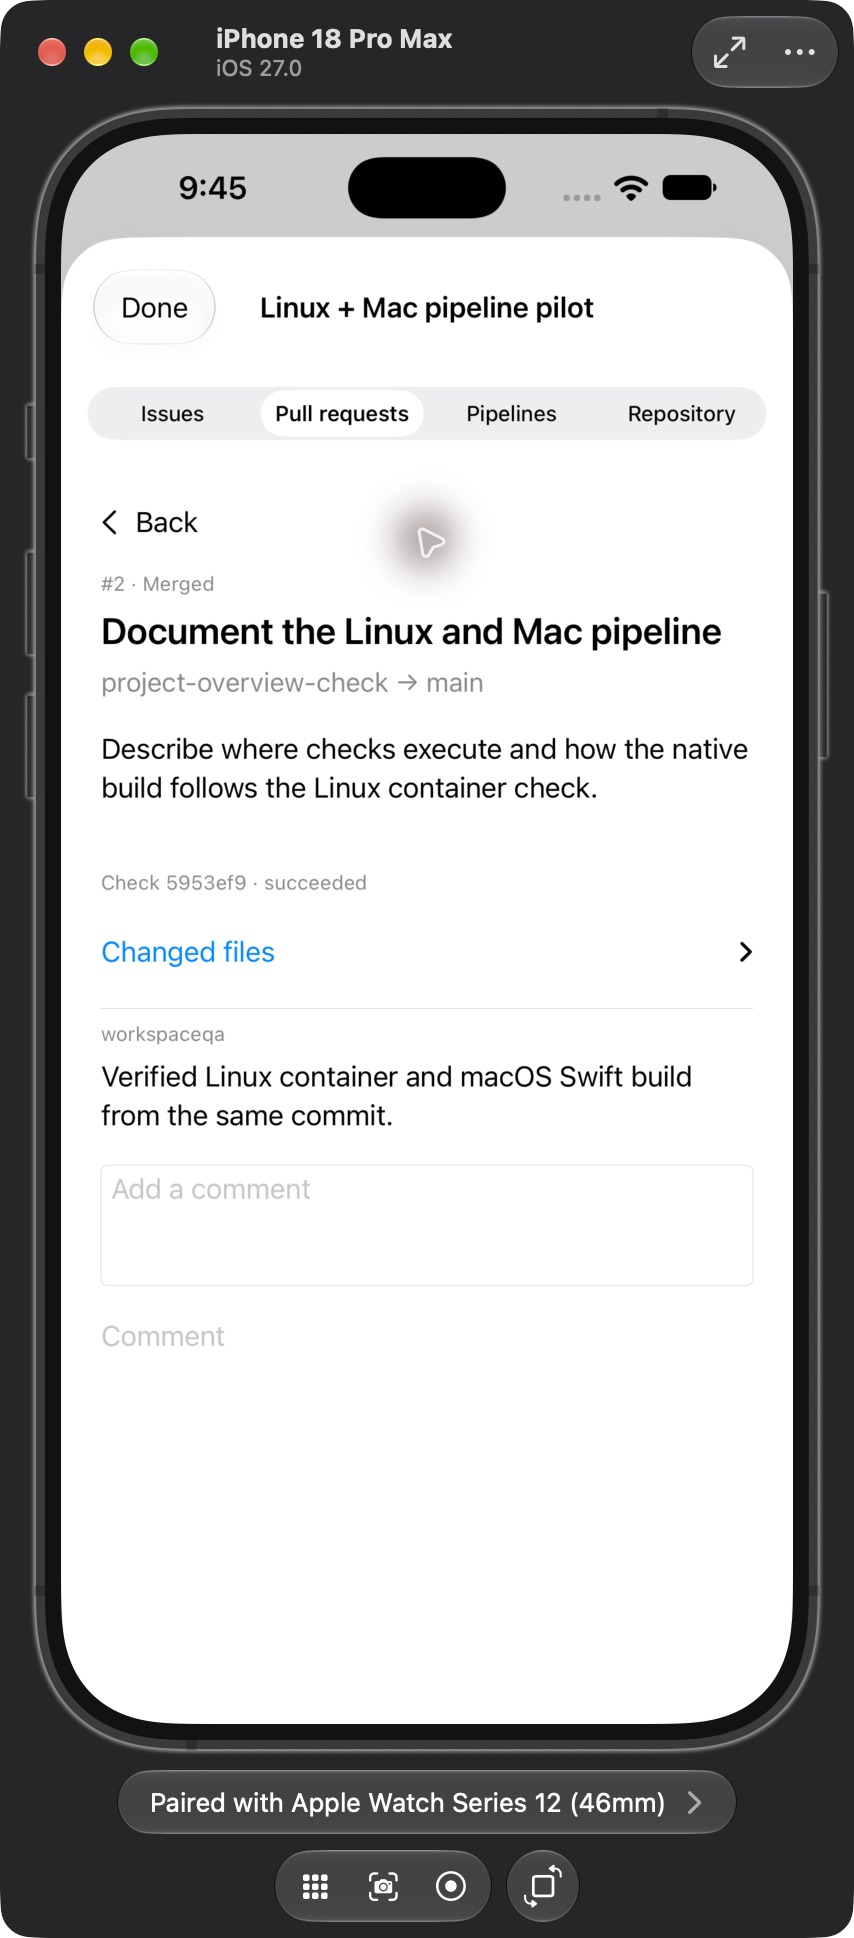 iPhone 18 Pro Max
iOS 27.0
9:45
Done
Linux + Mac pipeline pilot
Issues
Pull requests
Pipelines
Repository
Back
#2 · Merged
Document the Linux and Mac pipeline
project-overview-check → main
Describe where checks execute and how the native
build follows the Linux container check.
Check 5953ef9 · succeeded
Changed files
workspaceqa
Verified Linux container and macOS Swift build
from the same commit.
Add a comment
Comment
Paired with Apple Watch Series 12 (46mm)